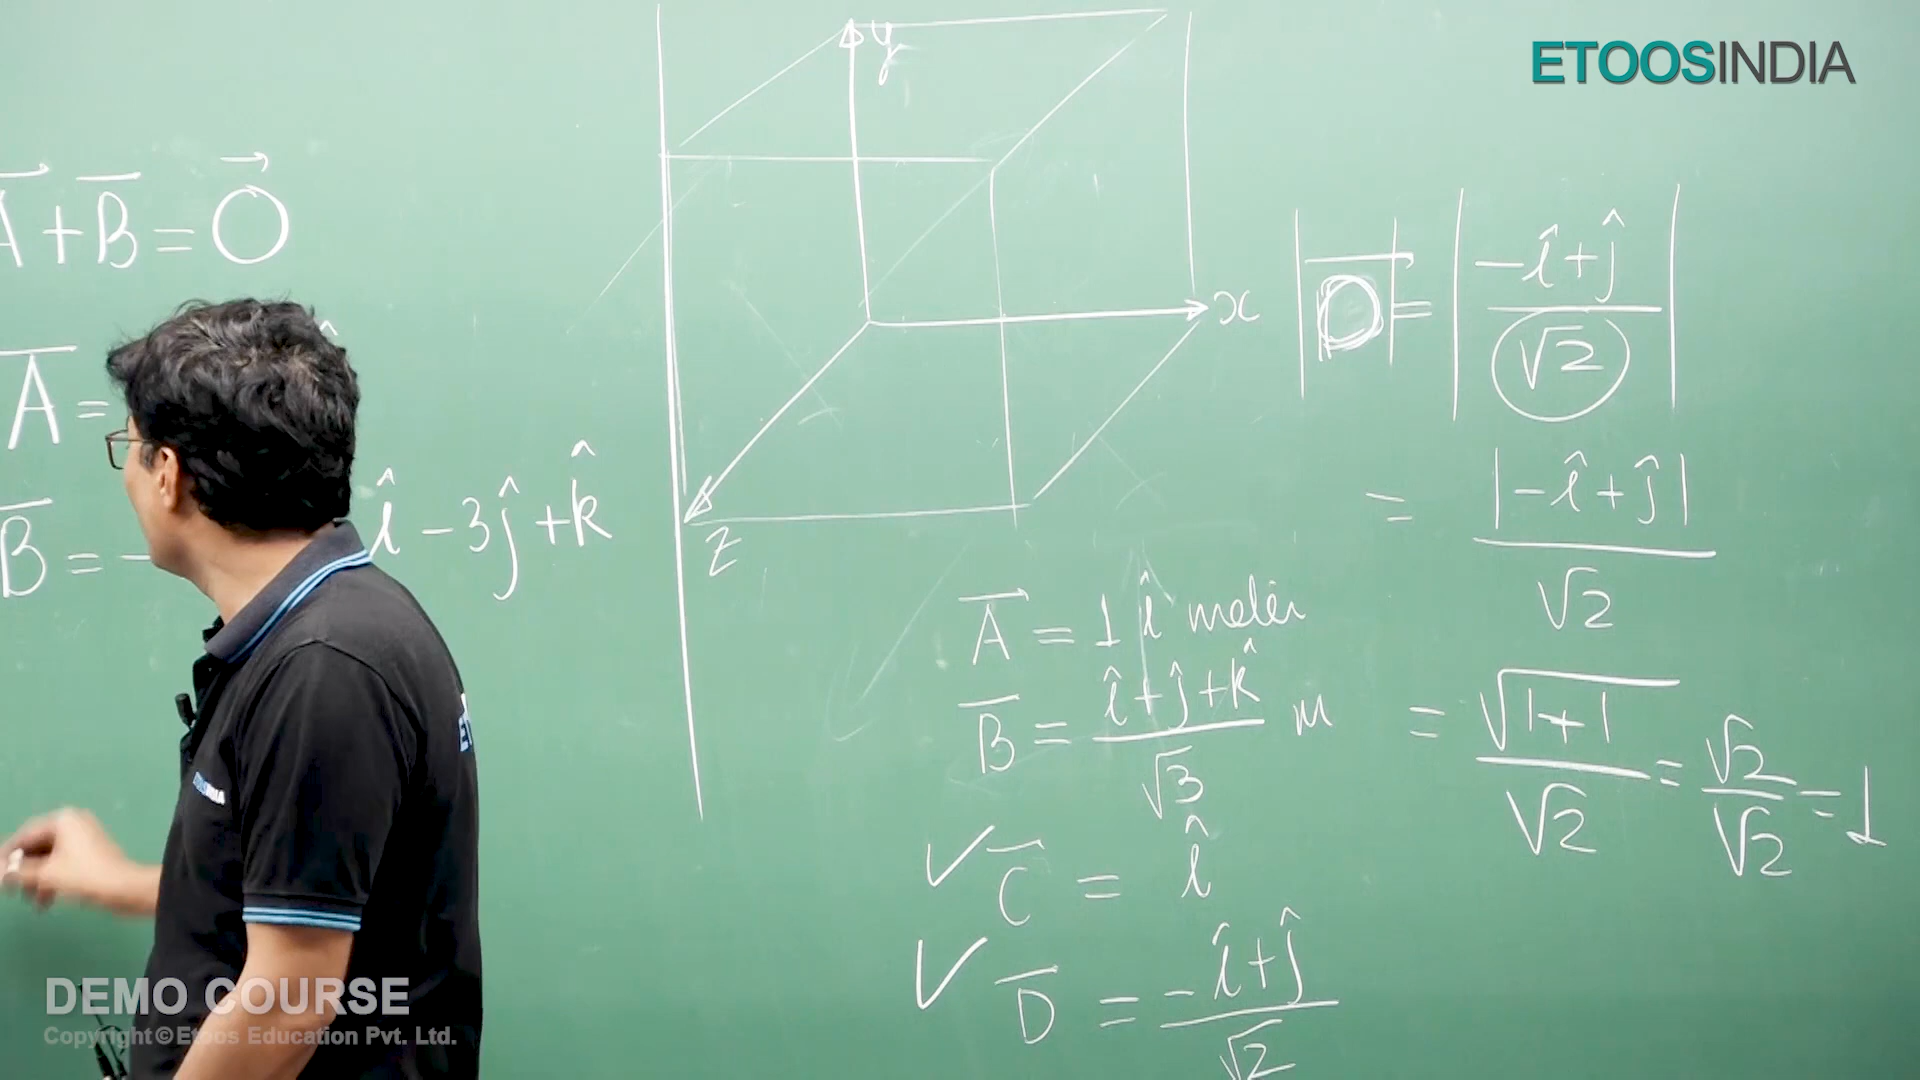 ETOOSINDIA
A⃗ + B̅ = O⃗
A̅ =
B̅ = - î - 3ĵ + k̂
y
x
z
|D̅| = |(-î + ĵ)/√2|
= |-î + ĵ|/√2
= √(1+1)/√2 = √2/√2 = 1
A⃗ = 1 î meter
B̅ = (î + ĵ + k̂)/√3 m
✓ C̅ = î
✓ D̅ = (-î + ĵ)/√2
DEMO COURSE
Copyright © Etoos Education Pvt. Ltd.